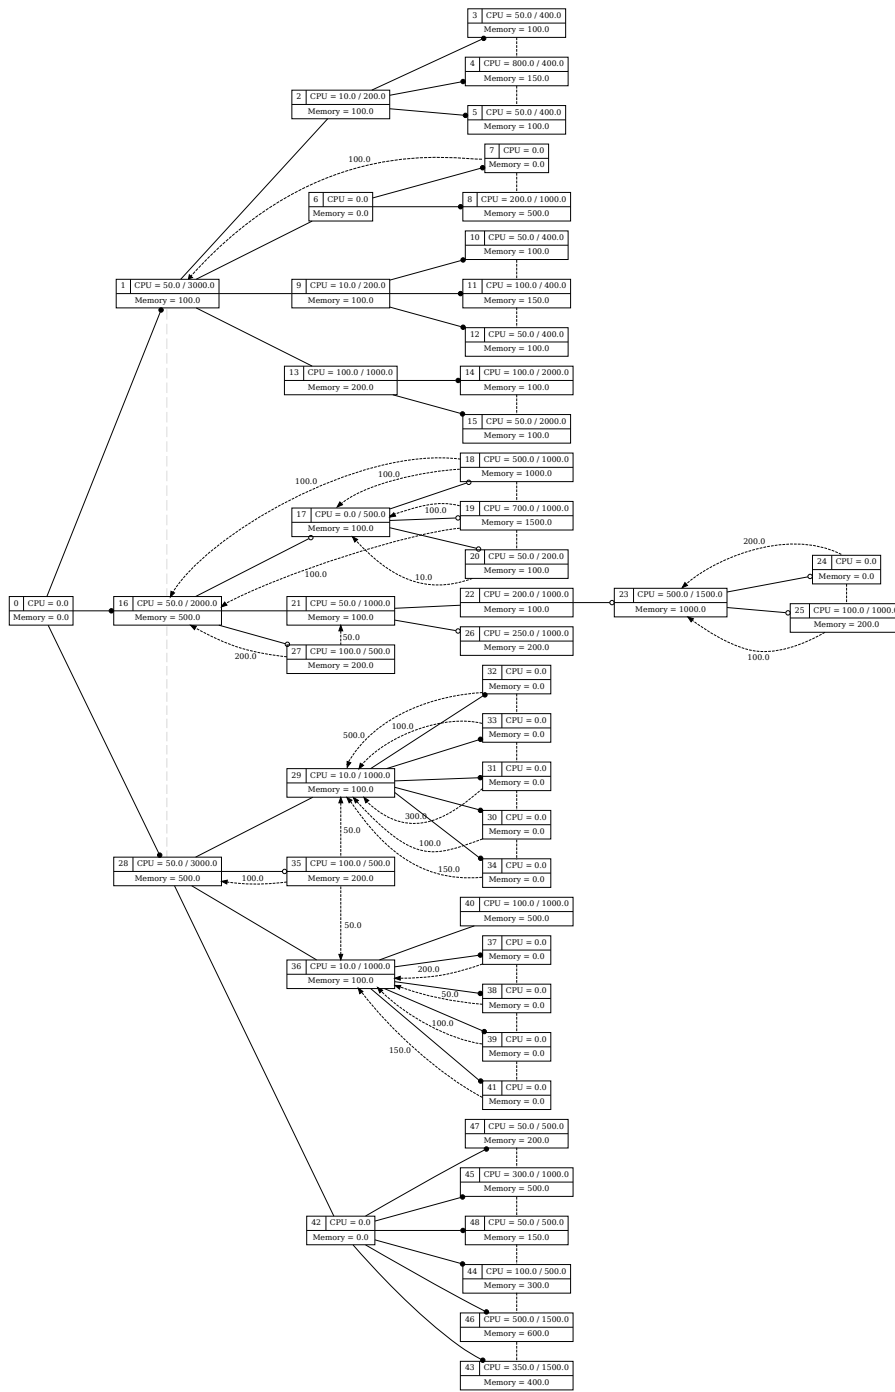 3 CPU = 50.0 / 400.0
Memory = 100.0
4 CPU = 800.0 / 400.0
Memory = 150.0
2 CPU = 10.0 / 200.0
Memory = 100.0
5 CPU = 50.0 / 400.0
Memory = 100.0
7 CPU = 0.0
Memory = 0.0
100.0
6 CPU = 0.0
Memory = 0.0
8 CPU = 200.0 / 1000.0
Memory = 500.0
10 CPU = 50.0 / 400.0
Memory = 100.0
1 CPU = 50.0 / 3000.0
Memory = 100.0
9 CPU = 10.0 / 200.0
Memory = 100.0
11 CPU = 100.0 / 400.0
Memory = 150.0
12 CPU = 50.0 / 400.0
Memory = 100.0
13 CPU = 100.0 / 1000.0
Memory = 200.0
14 CPU = 100.0 / 2000.0
Memory = 100.0
15 CPU = 50.0 / 2000.0
Memory = 100.0
18 CPU = 500.0 / 1000.0
Memory = 1000.0
100.0
100.0
17 CPU = 0.0 / 500.0
Memory = 100.0
100.0
19 CPU = 700.0 / 1000.0
Memory = 1500.0
20 CPU = 50.0 / 200.0
Memory = 100.0
100.0
10.0
200.0
24 CPU = 0.0
Memory = 0.0
0 CPU = 0.0
Memory = 0.0
16 CPU = 50.0 / 2000.0
Memory = 500.0
21 CPU = 50.0 / 1000.0
Memory = 100.0
22 CPU = 200.0 / 1000.0
Memory = 100.0
23 CPU = 500.0 / 1500.0
Memory = 1000.0
25 CPU = 100.0 / 1000.0
Memory = 200.0
26 CPU = 250.0 / 1000.0
Memory = 200.0
50.0
200.0
27 CPU = 100.0 / 500.0
Memory = 200.0
100.0
32 CPU = 0.0
Memory = 0.0
500.0
100.0
33 CPU = 0.0
Memory = 0.0
29 CPU = 10.0 / 1000.0
Memory = 100.0
31 CPU = 0.0
Memory = 0.0
300.0
30 CPU = 0.0
Memory = 0.0
50.0
100.0
150.0
34 CPU = 0.0
Memory = 0.0
28 CPU = 50.0 / 3000.0
Memory = 500.0
100.0
35 CPU = 100.0 / 500.0
Memory = 200.0
40 CPU = 100.0 / 1000.0
Memory = 500.0
50.0
37 CPU = 0.0
Memory = 0.0
36 CPU = 10.0 / 1000.0
Memory = 100.0
200.0
38 CPU = 0.0
Memory = 0.0
50.0
100.0
39 CPU = 0.0
Memory = 0.0
150.0
41 CPU = 0.0
Memory = 0.0
47 CPU = 50.0 / 500.0
Memory = 200.0
45 CPU = 300.0 / 1000.0
Memory = 500.0
42 CPU = 0.0
Memory = 0.0
48 CPU = 50.0 / 500.0
Memory = 150.0
44 CPU = 100.0 / 500.0
Memory = 300.0
46 CPU = 500.0 / 1500.0
Memory = 600.0
43 CPU = 350.0 / 1500.0
Memory = 400.0